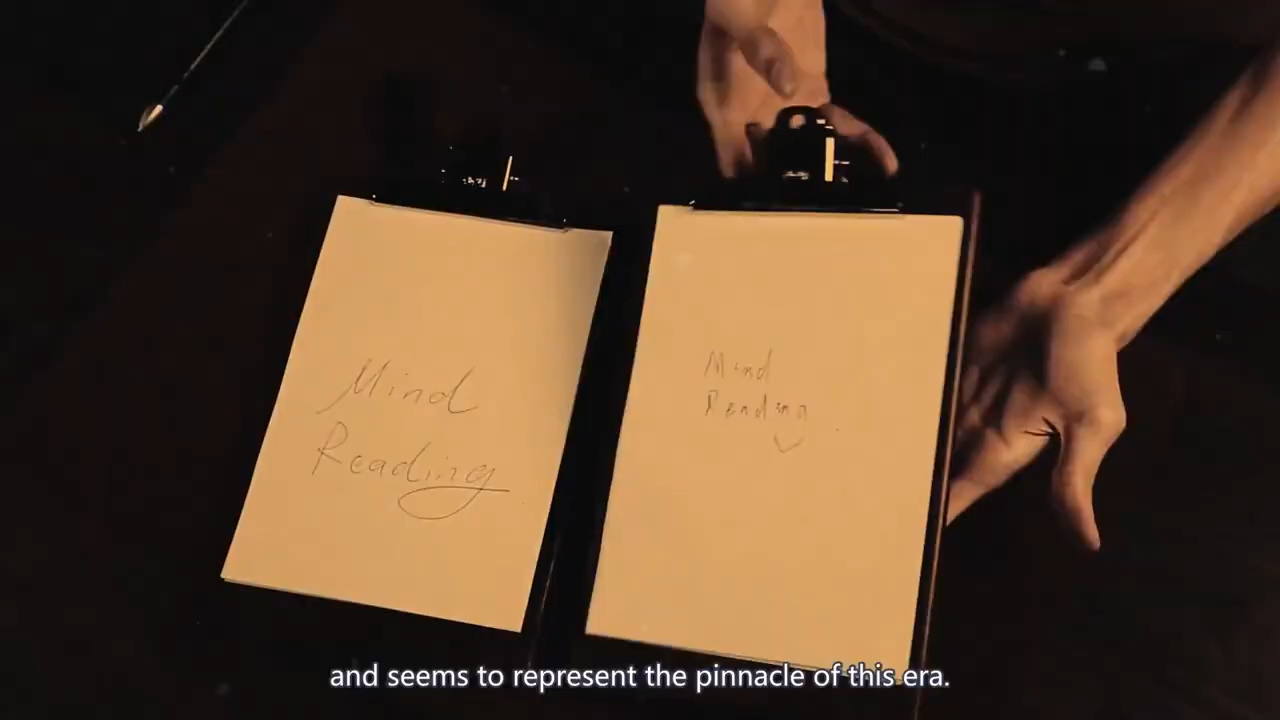 Mind
Reading
Mind
Reading
and seems to represent the pinnacle of this era.